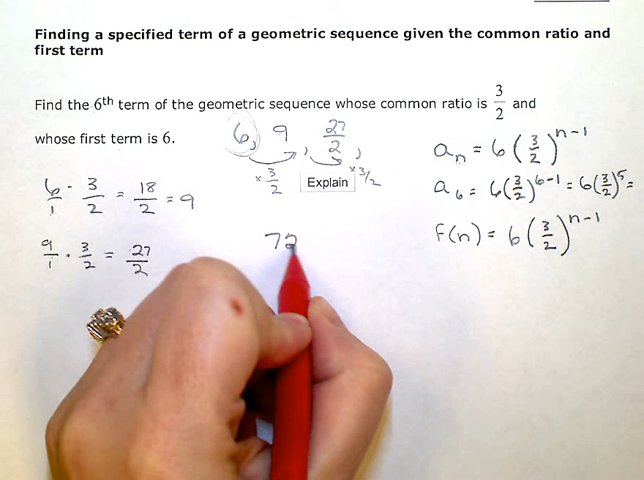 Finding a specified term of a geometric sequence given the common ratio and
first term
Find the 6th term of the geometric sequence whose common ratio is 3/2 and
whose first term is 6.
6, 9, 27/2,
× 3/2 × 3/2
Explain
6/1 · 3/2 = 18/2 = 9
9/1 · 3/2 = 27/2
72
aₙ = 6(3/2)ⁿ⁻¹
a₆ = 6(3/2)⁶⁻¹ = 6(3/2)⁵ =
f(n) = 6(3/2)ⁿ⁻¹